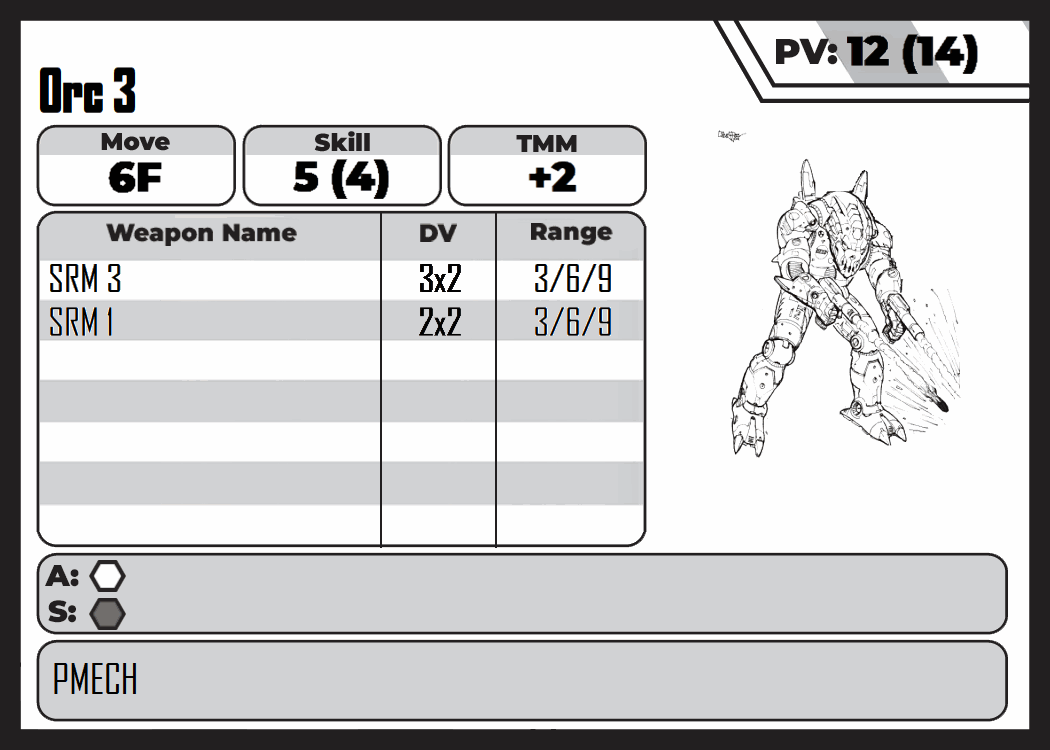 PV: 12 (14)
Orc 3
Move Skill TMM
6F 5 (4) +2
Weapon Name DV Range
SRM 3 3x2 3/6/9
SRM 1 2x2 3/6/9
A:
S:
PMECH